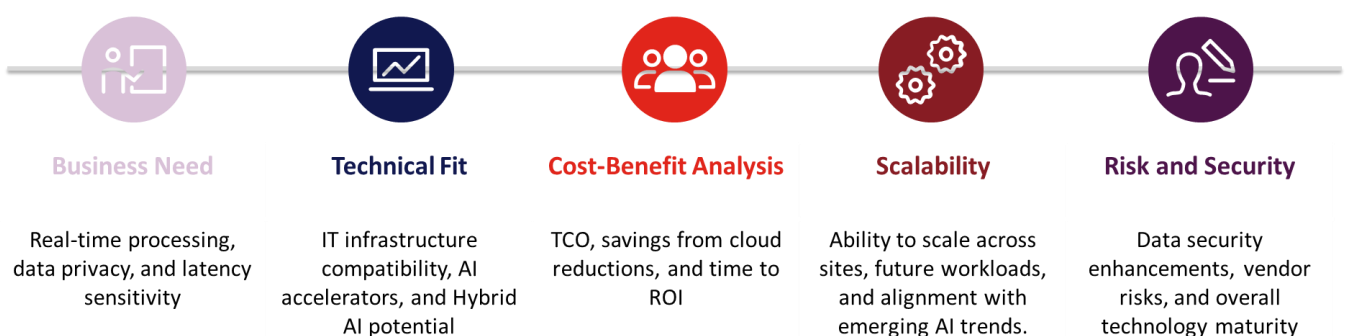 Business Need
Real-time processing,
data privacy, and latency
sensitivity
Technical Fit
IT infrastructure
compatibility, AI
accelerators, and Hybrid
AI potential
Cost-Benefit Analysis
TCO, savings from cloud
reductions, and time to
ROI
Scalability
Ability to scale across
sites, future workloads,
and alignment with
emerging AI trends.
Risk and Security
Data security
enhancements, vendor
risks, and overall
technology maturity